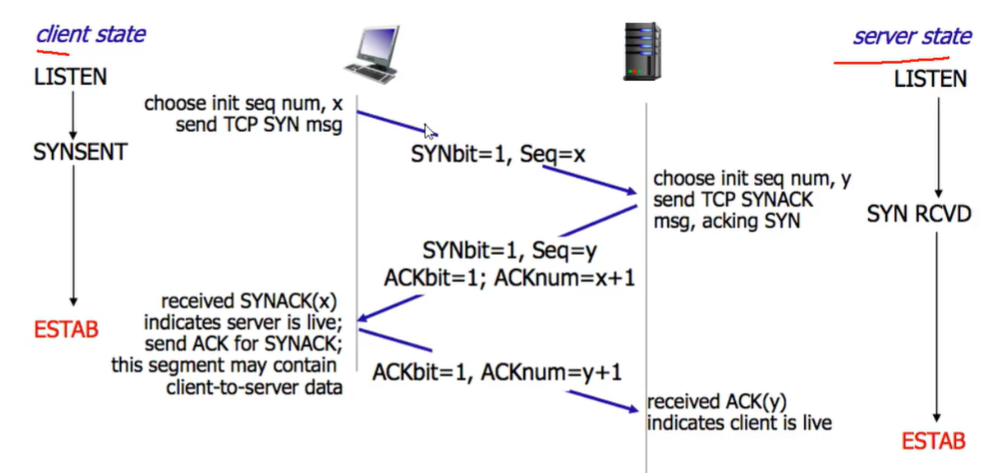 client state
server state
LISTEN
LISTEN
choose init seq num, x
send TCP SYN msg
SYNSENT
SYNbit=1, Seq=x
choose init seq num, y
send TCP SYNACK
msg, acking SYN
SYN RCVD
SYNbit=1, Seq=y
ACKbit=1; ACKnum=x+1
received SYNACK(x)
indicates server is live;
send ACK for SYNACK;
this segment may contain
client-to-server data
ESTAB
ACKbit=1, ACKnum=y+1
received ACK(y)
indicates client is live
ESTAB